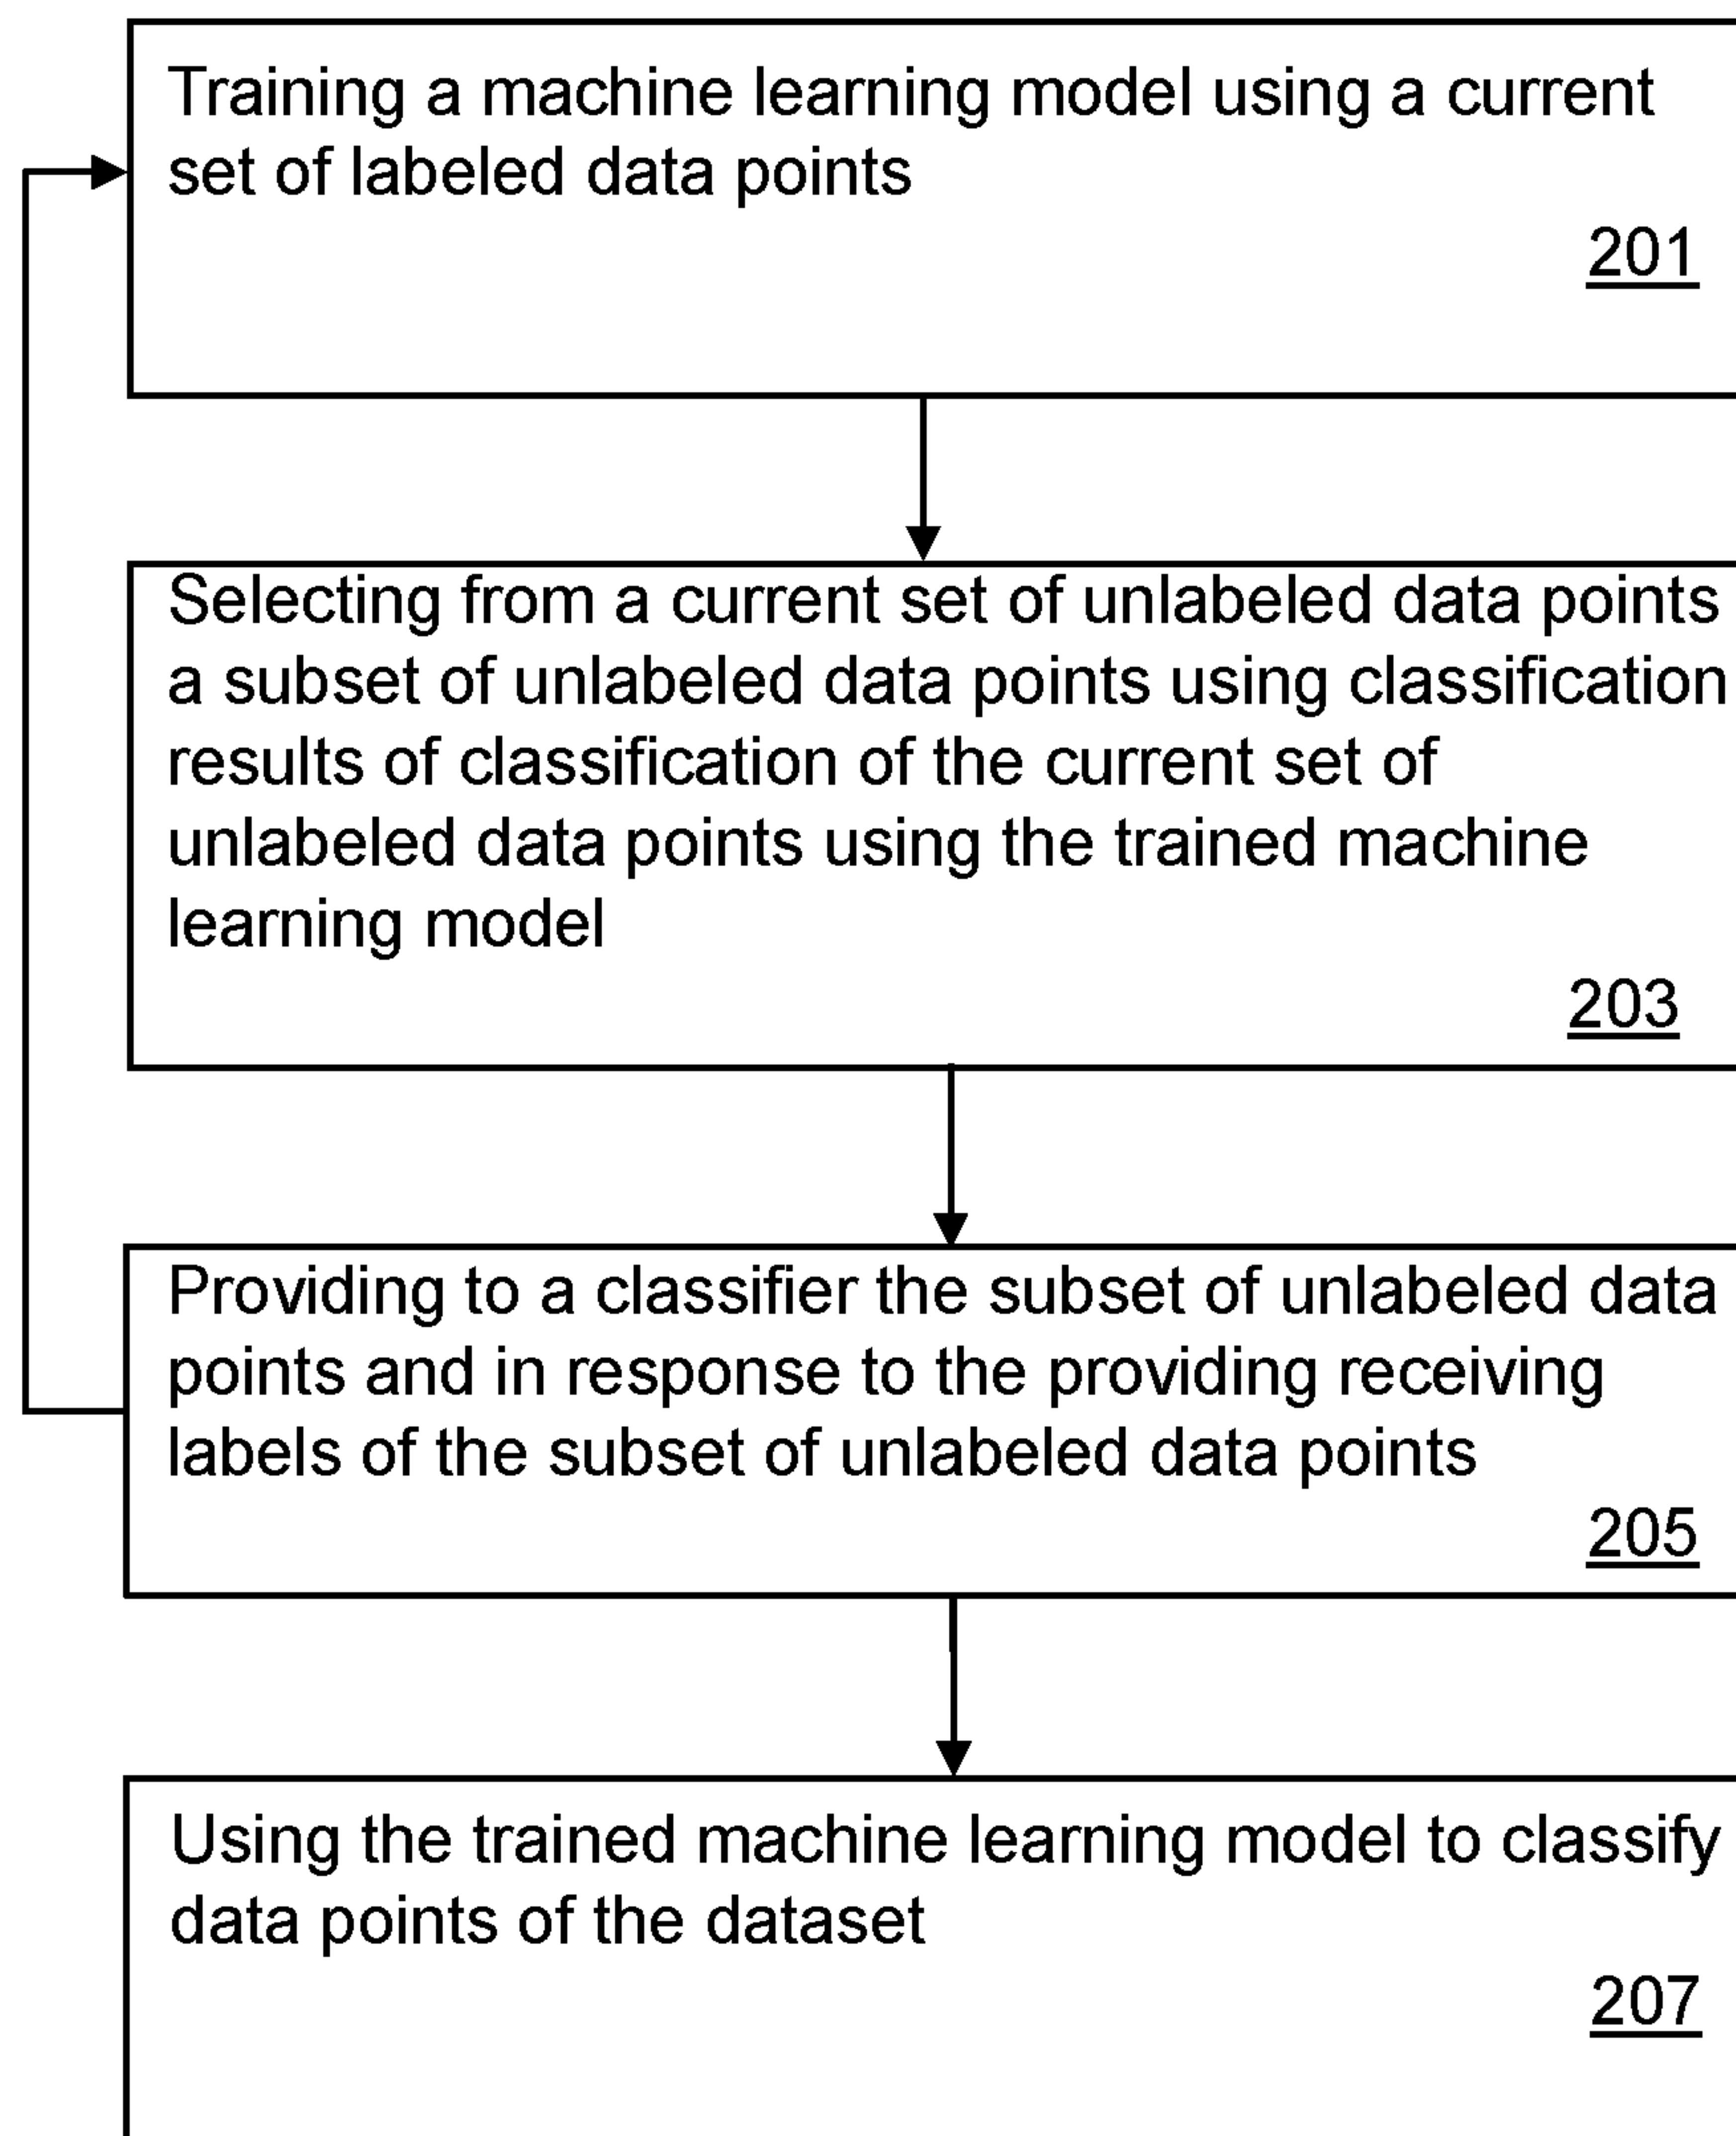 Training a machine learning model using a current
set of labeled data points
201
Selecting from a current set of unlabeled data points
a subset of unlabeled data points using classification
results of classification of the current set of
unlabeled data points using the trained machine
learning model
203
Providing to a classifier the subset of unlabeled data
points and in response to the providing receiving
labels of the subset of unlabeled data points
205
Using the trained machine learning model to classify
data points of the dataset
207